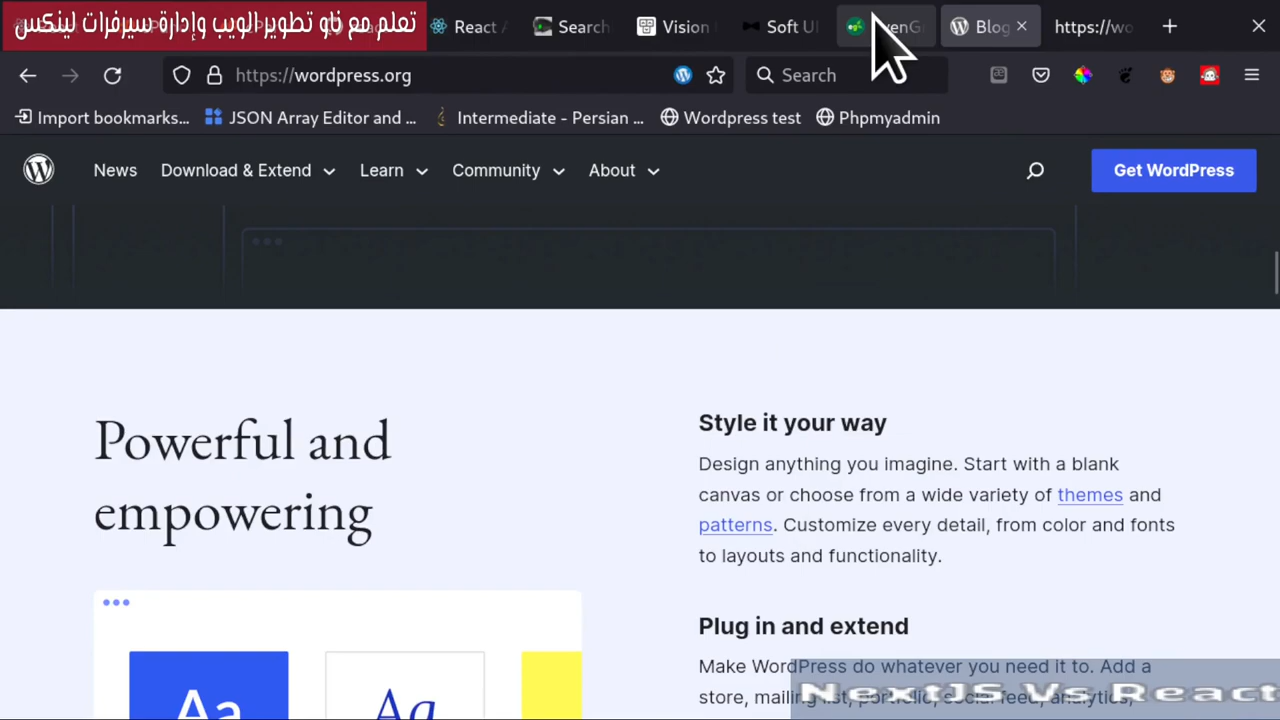 تعلم مع ناو تطوير الويب وإدارة سيرفرات لينكس
React
Search
Vision
Soft UI
Blog
https://wo
https://wordpress.org
Search
Import bookmarks...
JSON Array Editor and ...
Intermediate - Persian ...
Wordpress test
Phpmyadmin
News
Download & Extend
Learn
Community
About
Get WordPress
Powerful and
empowering
Style it your way
Design anything you imagine. Start with a blank
canvas or choose from a wide variety of themes and
patterns. Customize every detail, from color and fonts
to layouts and functionality.
Plug in and extend
Make WordPress do whatever you need it to. Add a
store, mailing list, portfolio, social feed, analytics,
NextJS Vs React
Aa
Aa